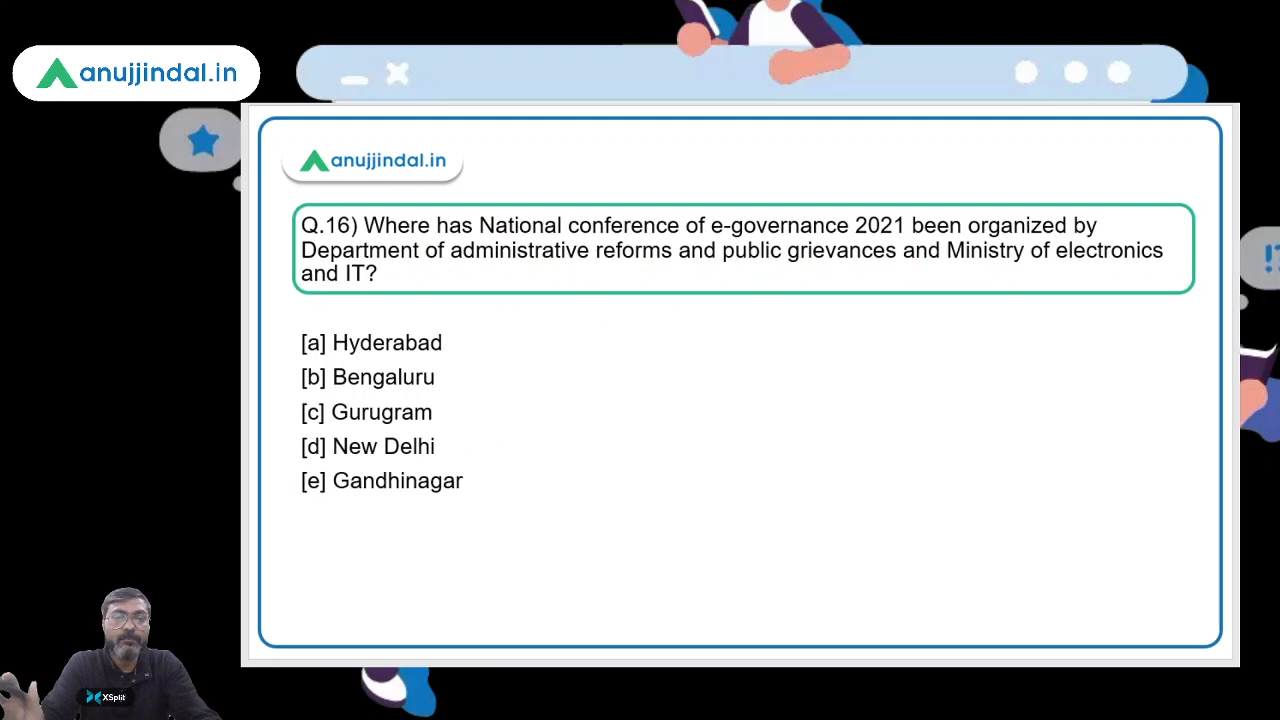 anujjindal.in
anujjindal.in
Q.16) Where has National conference of e-governance 2021 been organized by
Department of administrative reforms and public grievances and Ministry of electronics
and IT?
[a] Hyderabad
[b] Bengaluru
[c] Gurugram
[d] New Delhi
[e] Gandhinagar
!?
XSplit